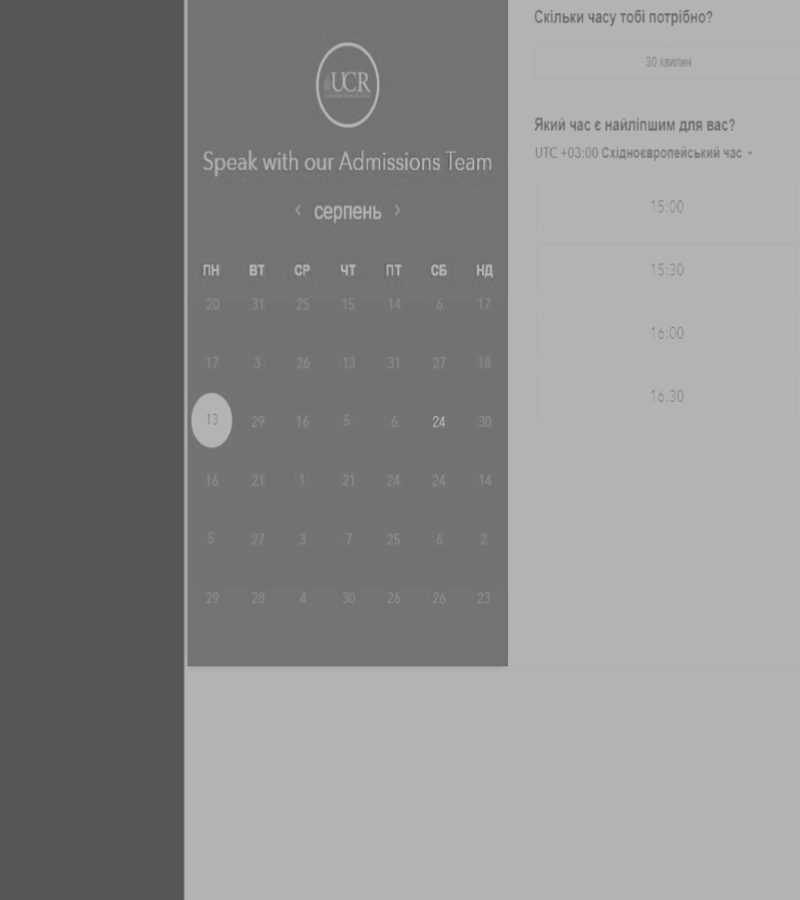 UCR
Speak with our Admissions Team
‹ серпень ›
ПН ВТ СР ЧТ ПТ СБ НД
20 31 25 15 14 6 17
17 3 26 13 31 27 18
13 29 16 5 6 24 30
16 21 1 21 24 24 14
5 27 3 7 25 6 2
29 28 4 30 26 26 23
Скільки часу тобі потрібно?
30 хвилин
Який час є найліпшим для вас?
UTC +03:00 Східноєвропейський час
15:00
15:30
16:00
16:30